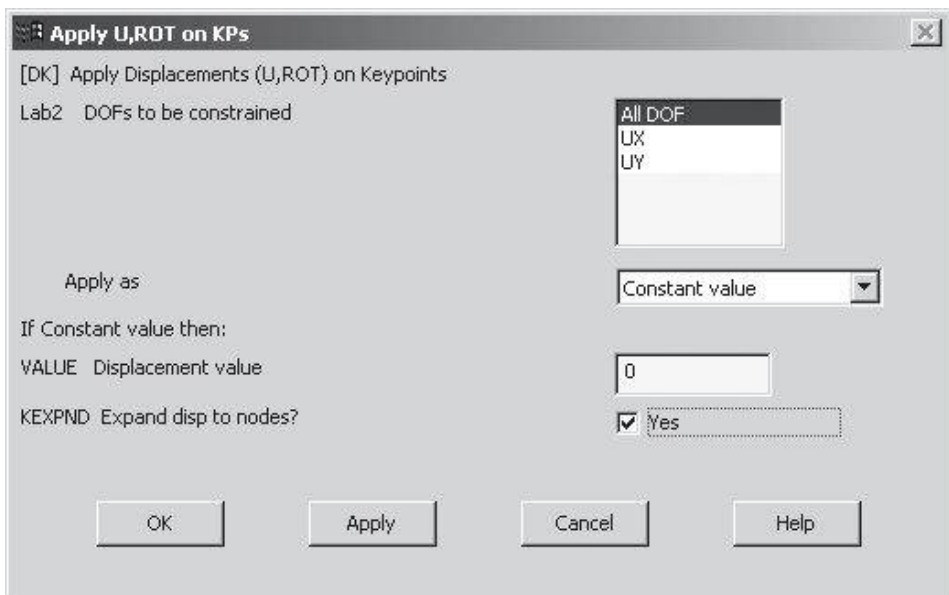 Apply U,ROT on KPs
[DK] Apply Displacements (U,ROT) on Keypoints
Lab2 DOFs to be constrained
All DOF
UX
UY
Apply as
Constant value
If Constant value then:
VALUE Displacement value
0
KEXPND Expand disp to nodes?
Yes
OK Apply Cancel Help